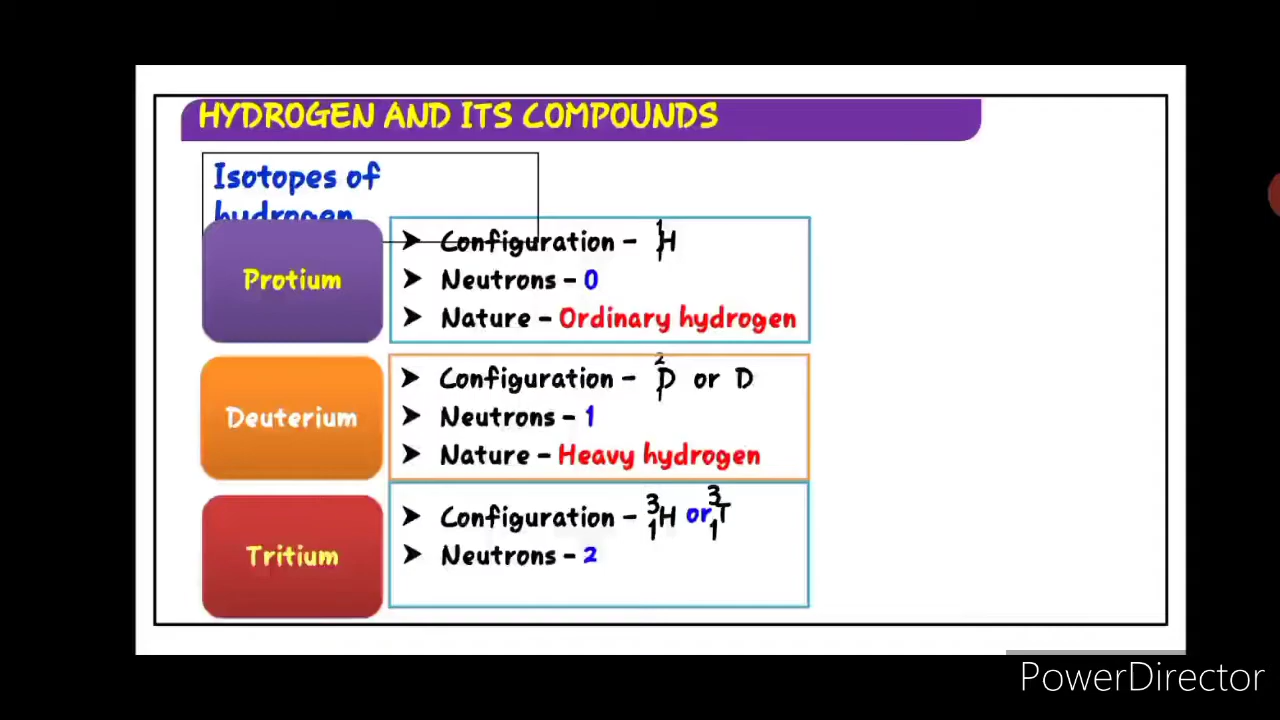 HYDROGEN AND ITS COMPOUNDS
Isotopes of
hydrogen
Protium
➤ Configuration – ¹₁H
➤ Neutrons – 0
➤ Nature – Ordinary hydrogen
Deuterium
➤ Configuration – ²₁D or D
➤ Neutrons – 1
➤ Nature – Heavy hydrogen
Tritium
➤ Configuration – ³₁H or ³₁T
➤ Neutrons – 2
PowerDirector